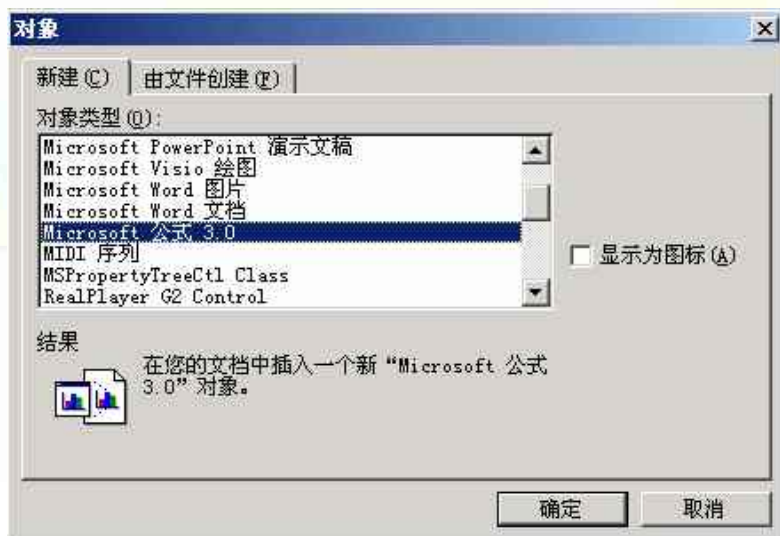 对象
新建(C)
由文件创建(F)
对象类型(O):
Microsoft PowerPoint 演示文稿
Microsoft Visio 绘图
Microsoft Word 图片
Microsoft Word 文档
Microsoft 公式 3.0
MIDI 序列
MSPropertyTreeCtl Class
RealPlayer G2 Control
显示为图标(A)
结果
在您的文档中插入一个新“Microsoft 公式
3.0”对象。
确定
取消